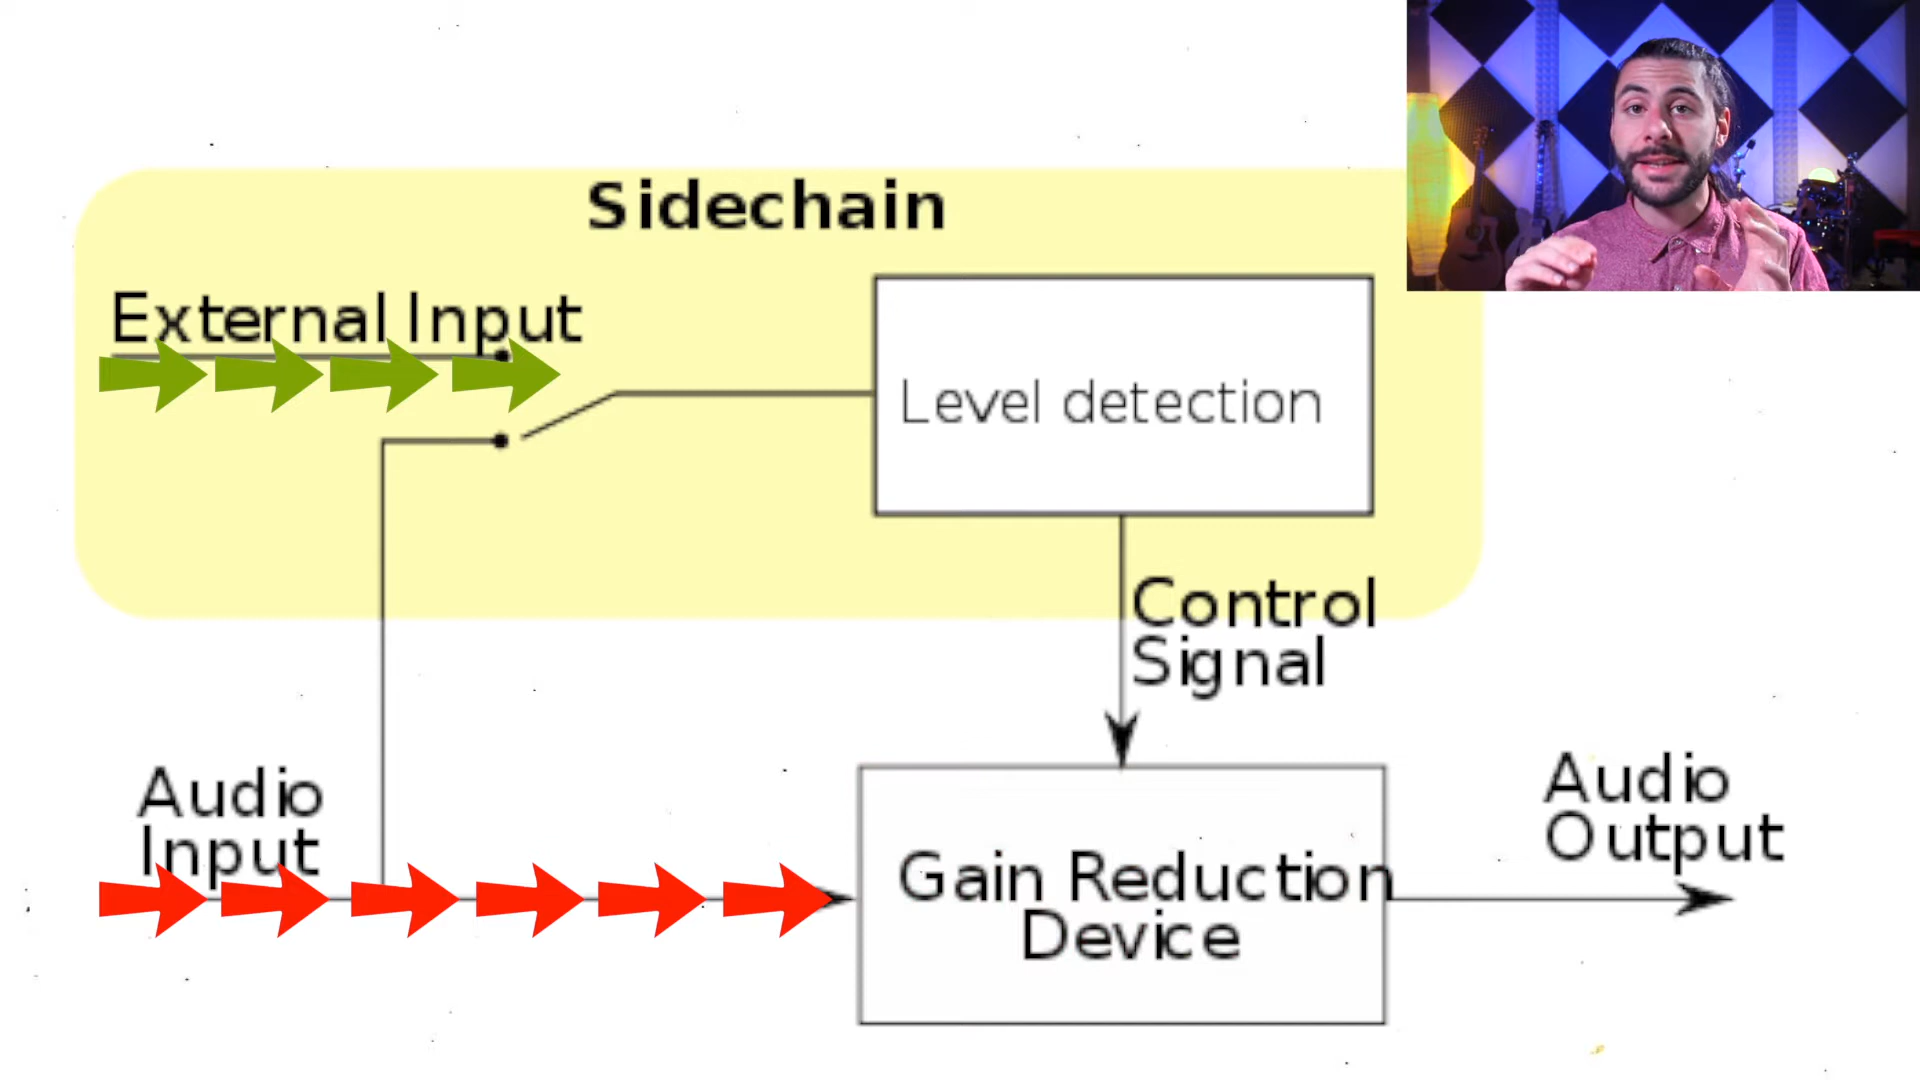 Sidechain
External Input
Level detection
Control
Signal
Audio
Input
Gain Reduction
Device
Audio
Output